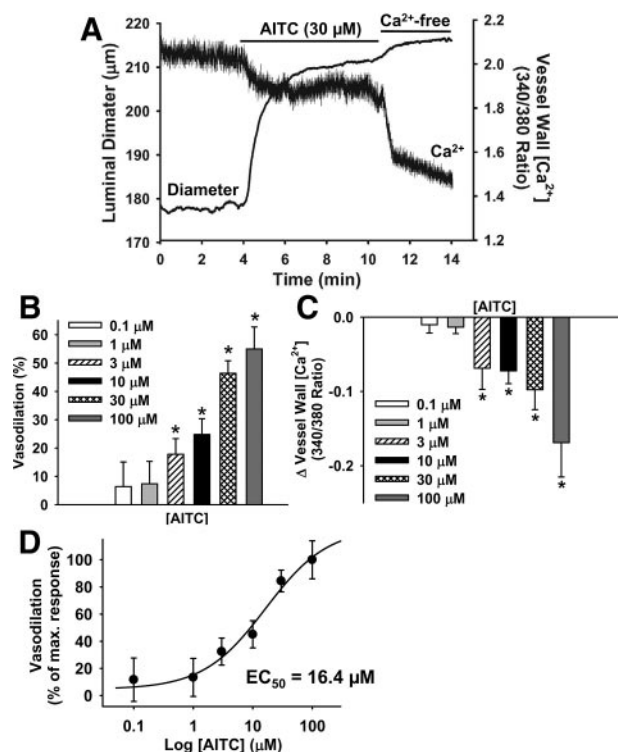 A
AITC (30 µM)
Ca2+-free
Luminal Dimater (µm)
220
210
200
190
180
170
Diameter
Ca2+
2.2
2.0
1.8
1.6
1.4
1.2
Vessel Wall [Ca2+]
(340/380 Ratio)
0 2 4 6 8 10 12 14
Time (min)
B
Vasodilation (%)
60
50
40
30
20
10
0
0.1 µM
1 µM
3 µM
10 µM
30 µM
100 µM
* * * *
[AITC]
C
[AITC]
Δ Vessel Wall [Ca2+]
(340/380 Ratio)
0.0
-0.1
-0.2
0.1 µM
1 µM
3 µM
10 µM
30 µM
100 µM
* * * *
D
Vasodilation
(% of max. response)
100
80
60
40
20
0
EC50 = 16.4 µM
0.1 1 10 100
Log [AITC] (µM)